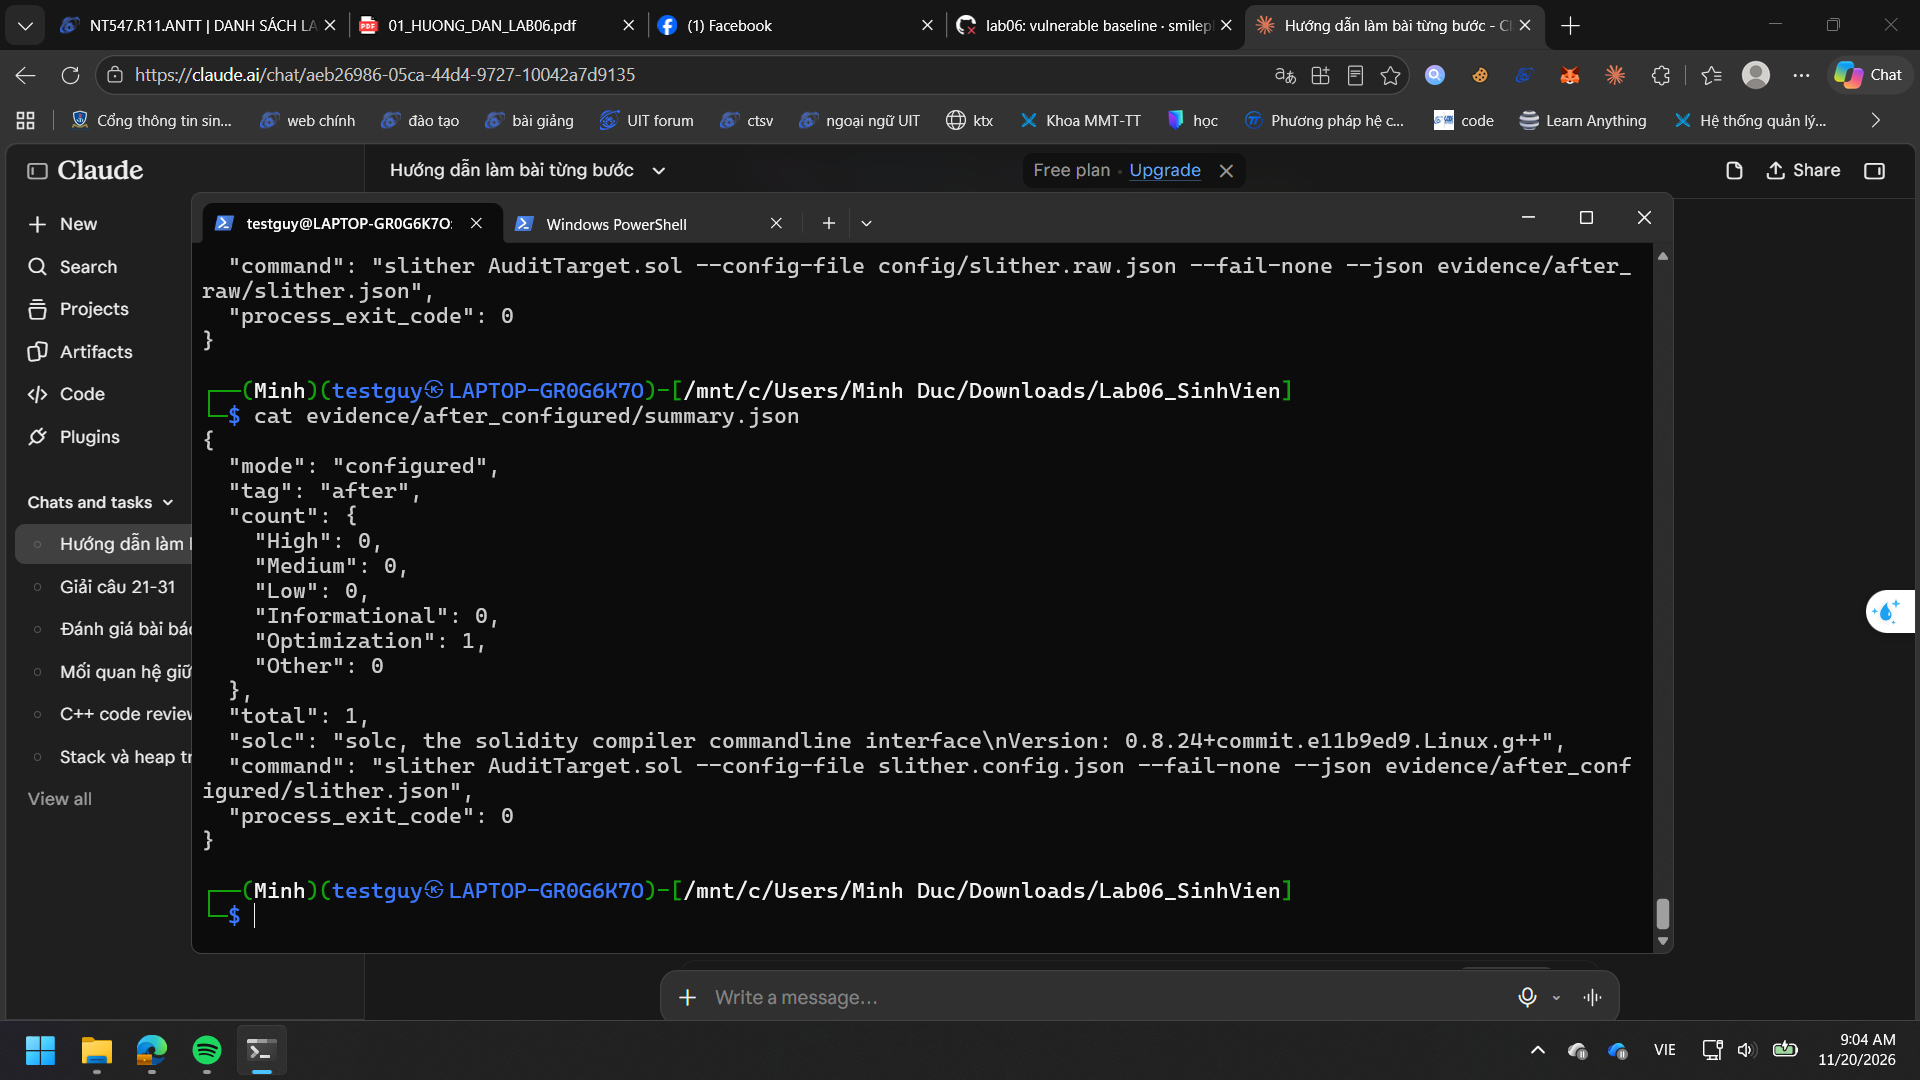 NT547.R11.ANTT | DANH SÁCH LA
PDF
01_HUONG_DAN_LAB06.pdf
(1) Facebook
lab06: vulnerable baseline · smilep
Hướng dẫn làm bài từng bước - Cl
https://claude.ai/chat/aeb26986-05ca-44d4-9727-10042a7d9135
Chat
Cổng thông tin sin...
web chính
đào tạo
bài giảng
UIT forum
ctsv
ngoại ngữ UIT
ktx
Khoa MMT-TT
học
Phương pháp hệ c...
code
Learn Anything
Hệ thống quản lý...
Claude
Hướng dẫn làm bài từng bước
Free plan · Upgrade
Share
New
Search
Projects
Artifacts
Code
Plugins
Chats and tasks
Hướng dẫn làm
Giải câu 21-31
Đánh giá bài báo
Mối quan hệ giữ
C++ code review
Stack và heap tr
View all
testguy@LAPTOP-GR0G6K7O:
Windows PowerShell
"command": "slither AuditTarget.sol --config-file config/slither.raw.json --fail-none --json evidence/after_
raw/slither.json",
"process_exit_code": 0
}
┌──(Minh)(testguy㉿LAPTOP-GR0G6K7O)-[/mnt/c/Users/Minh Duc/Downloads/Lab06_SinhVien]
└─$ cat evidence/after_configured/summary.json
{
"mode": "configured",
"tag": "after",
"count": {
"High": 0,
"Medium": 0,
"Low": 0,
"Informational": 0,
"Optimization": 1,
"Other": 0
},
"total": 1,
"solc": "solc, the solidity compiler commandline interface\nVersion: 0.8.24+commit.e11b9ed9.Linux.g++",
"command": "slither AuditTarget.sol --config-file slither.config.json --fail-none --json evidence/after_conf
igured/slither.json",
"process_exit_code": 0
}
┌──(Minh)(testguy㉿LAPTOP-GR0G6K7O)-[/mnt/c/Users/Minh Duc/Downloads/Lab06_SinhVien]
└─$
Write a message...
VIE
9:04 AM
11/20/2026